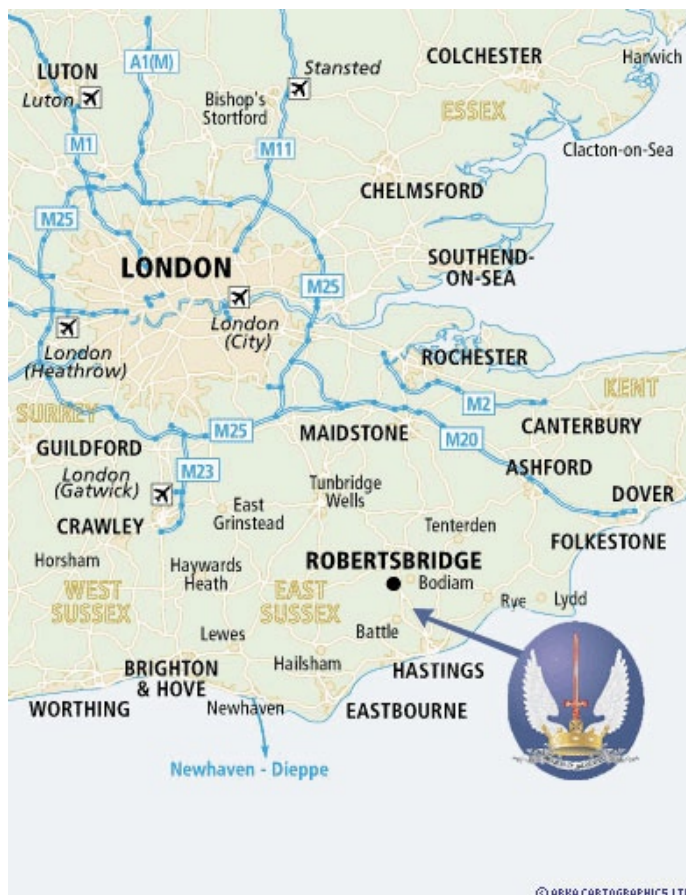 COLCHESTER
Harwich
A1(M)
Stansted
LUTON
Luton
Bishop's
Stortford
ESSEX
M1
M11
Clacton-on-Sea
CHELMSFORD
M25
LONDON
SOUTHEND-
ON-SEA
M25
London
(City)
London
(Heathrow)
ROCHESTER
KENT
SURREY
M2
M25
MAIDSTONE
M20
CANTERBURY
GUILDFORD
London
(Gatwick)
M23
Tunbridge
Wells
ASHFORD
DOVER
CRAWLEY
East
Grinstead
Tenterden
FOLKESTONE
Horsham
Haywards
Heath
ROBERTSBRIDGE
Bodiam
WEST
SUSSEX
EAST
SUSSEX
Rye
Lydd
Lewes
Battle
BRIGHTON
& HOVE
Hailsham
HASTINGS
WORTHING
Newhaven
EASTBOURNE
Newhaven - Dieppe